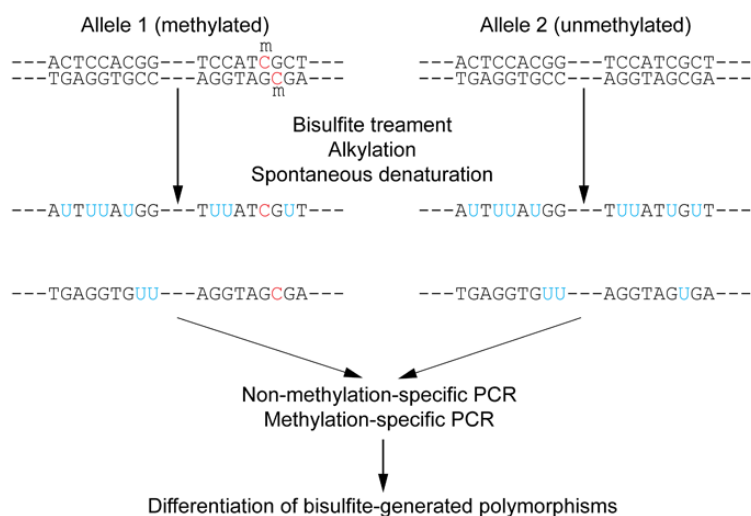 Allele 1 (methylated)
Allele 2 (unmethylated)
m
---ACTCCACGG---TCCATCGCT---
---TGAGGTGCC---AGGTAGCGA---
m
---ACTCCACGG---TCCATCGCT---
---TGAGGTGCC---AGGTAGCGA---
Bisulfite treament
Alkylation
Spontaneous denaturation
---AUTUUAUGG---TUUATCGUT---
---AUTUUAUGG---TUUATUGUT---
---TGAGGTGUU---AGGTAGCGA---
---TGAGGTGUU---AGGTAGUGA---
Non-methylation-specific PCR
Methylation-specific PCR
Differentiation of bisulfite-generated polymorphisms